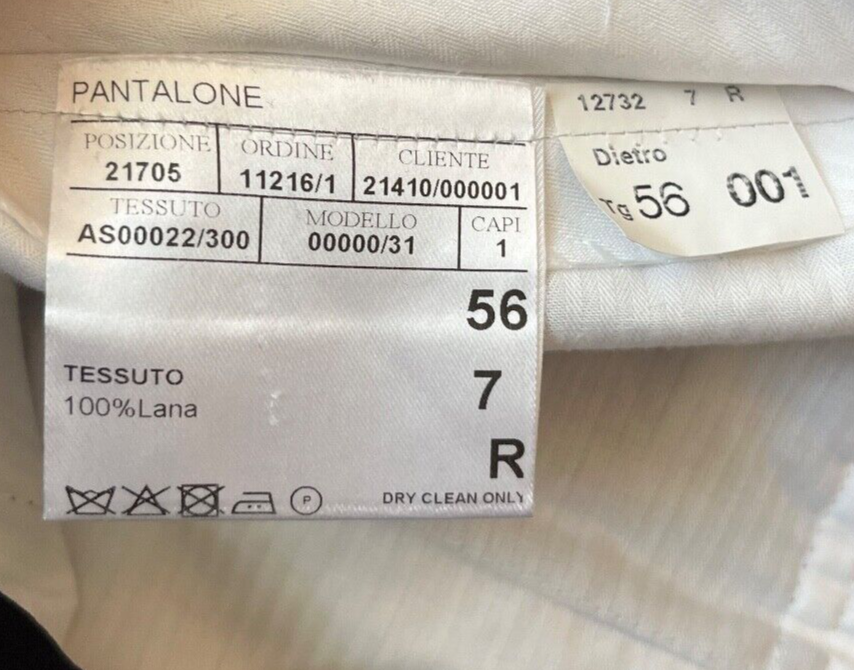 PANTALONE
POSIZIONE ORDINE CLIENTE
21705 11216/1 21410/000001
TESSUTO MODELLO CAPI
AS00022/300 00000/31 1
56
TESSUTO 7
100%Lana
R
P DRY CLEAN ONLY
12732 7 R
Dietro
Tg 56 001